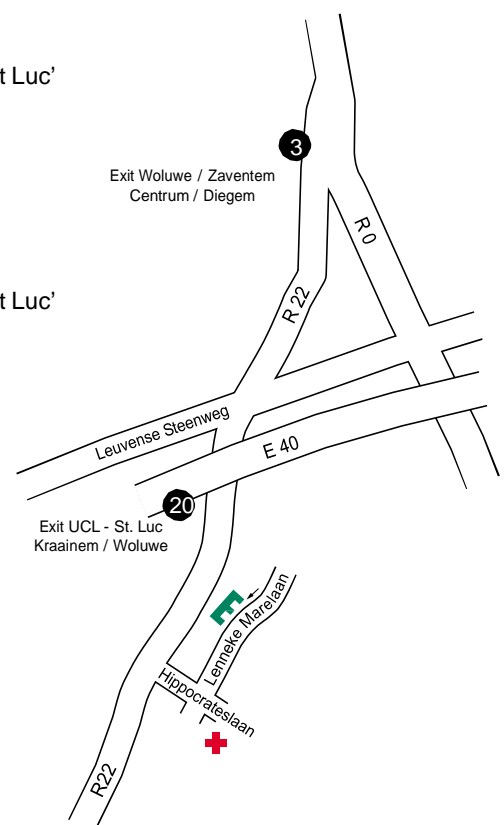 t Luc’
3
Exit Woluwe / Zaventem
Centrum / Diegem
R 0
t Luc’
R 22
Leuvense Steenweg
E 40
20
Exit UCL - St. Luc
Kraainem / Woluwe
Lenneke Marelaan
Hippocrateslaan
R22